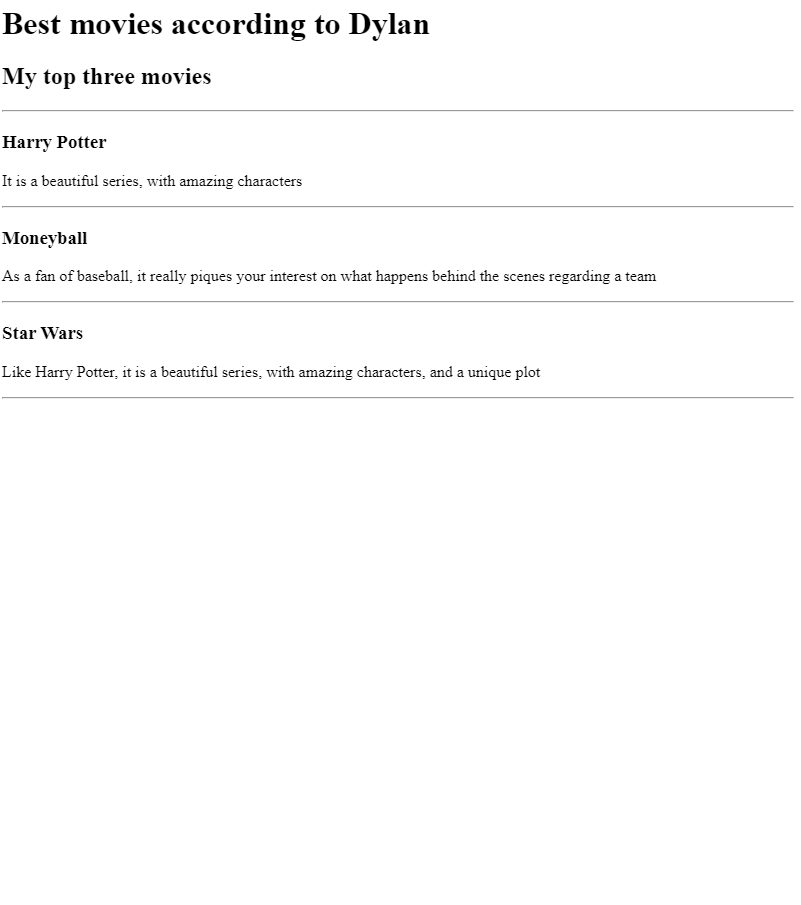 Best movies according to Dylan
My top three movies
Harry Potter
It is a beautiful series, with amazing characters
Moneyball
As a fan of baseball, it really piques your interest on what happens behind the scenes regarding a team
Star Wars
Like Harry Potter, it is a beautiful series, with amazing characters, and a unique plot